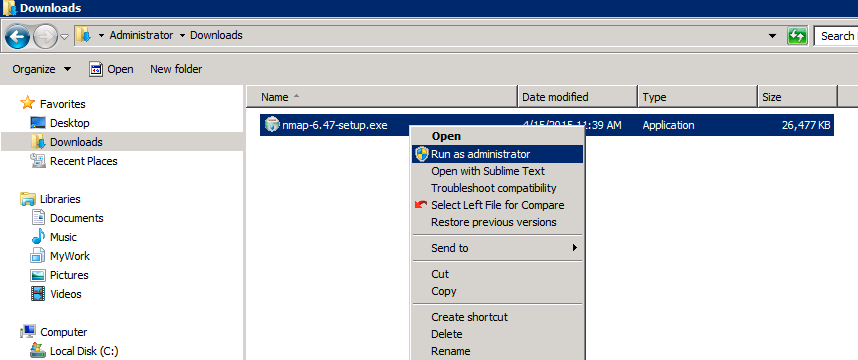 Downloads
Administrator Downloads
Search
Organize Open New folder
Name Date modified Type Size
Favorites
Desktop
Downloads
Recent Places
Libraries
Documents
Music
MyWork
Pictures
Videos
Computer
Local Disk (C:)
nmap-6.47-setup.exe 4/15/2015 11:39 AM Application 26,477 KB
Open
Run as administrator
Open with Sublime Text
Troubleshoot compatibility
Select Left File for Compare
Restore previous versions
Send to
Cut
Copy
Create shortcut
Delete
Rename